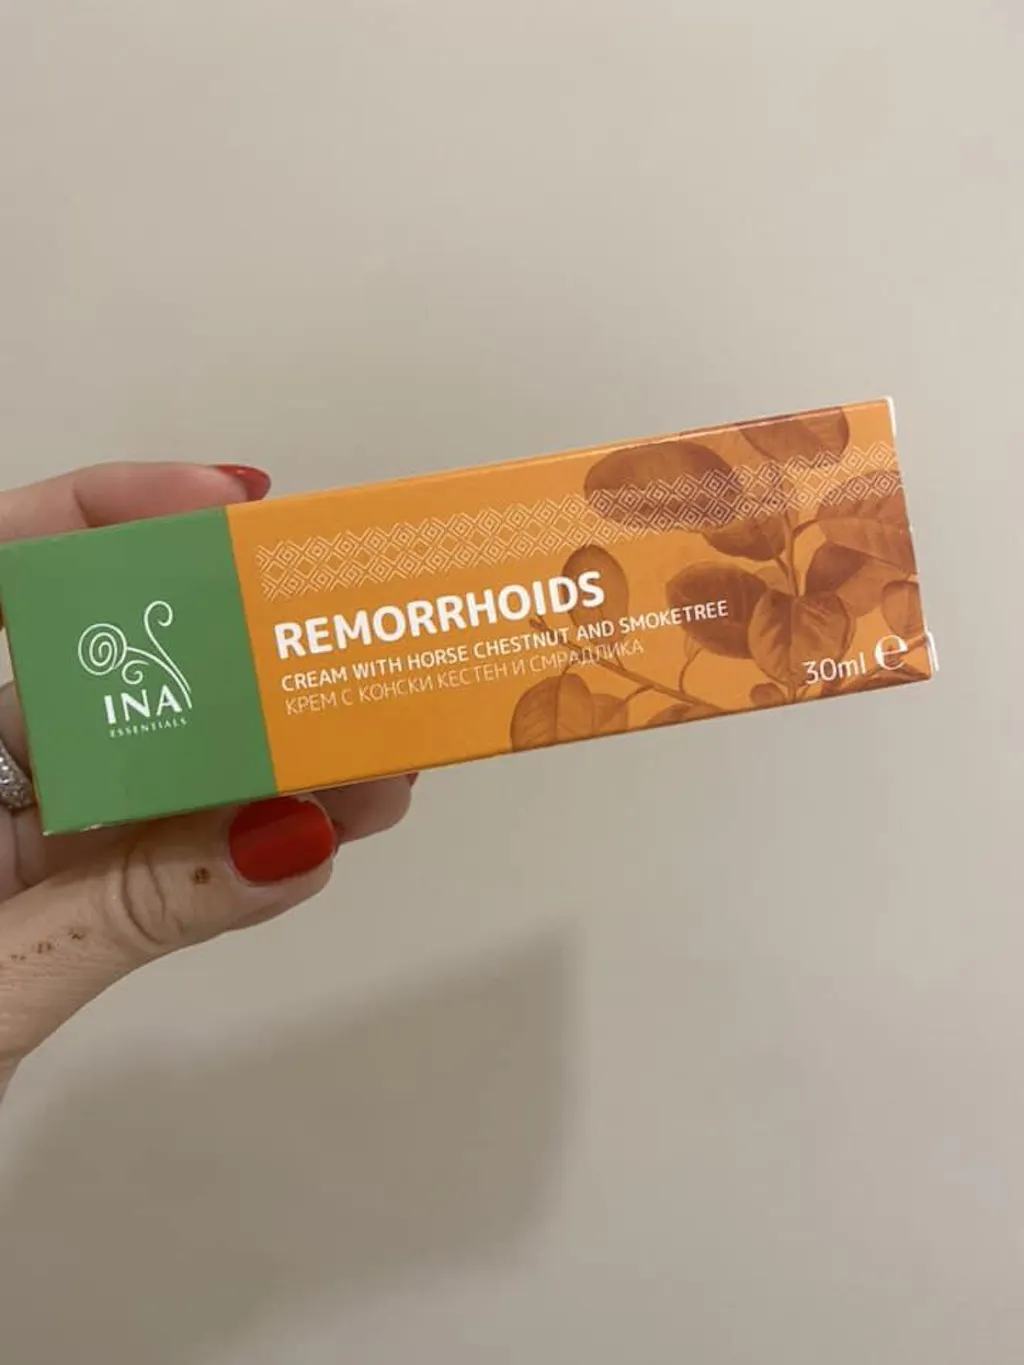 INA
ESSENTIALS
REMORRHOIDS
CREAM WITH HORSE CHESTNUT AND SMOKETREE
КРЕМ С КОНСКИ КЕСТЕН И СМРАДЛИКА
30ml ℮